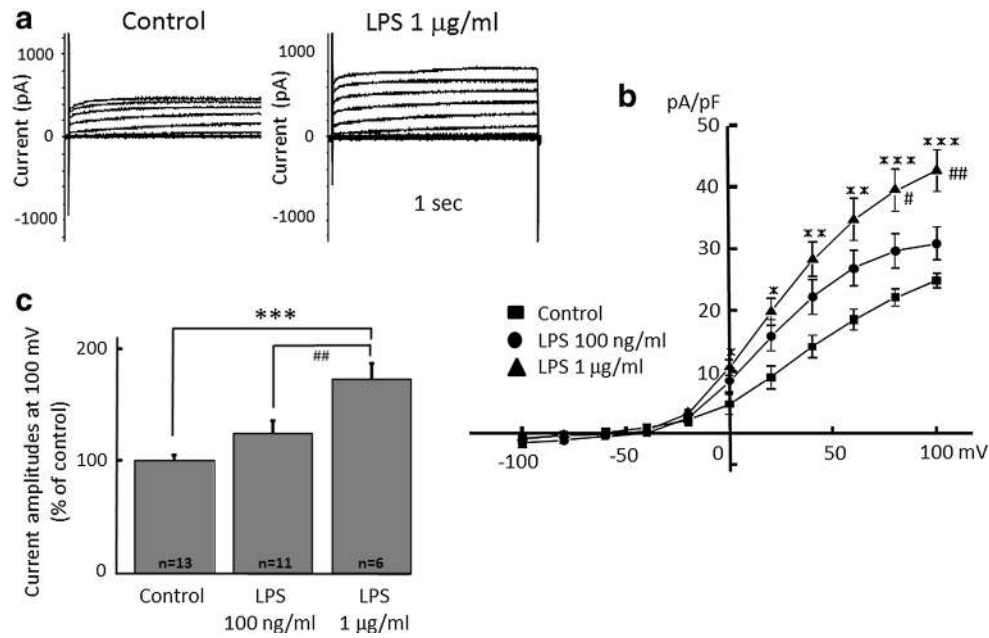 a
Control
LPS 1 µg/ml
Current (pA)
1000
0
-1000
Current (pA)
1000
0
-1000
1 sec
b
pA/pF
50
40
30
20
10
-100
-50
0
50
100 mV
* * * * * * * * * * * *
#
##
Control
LPS 100 ng/ml
LPS 1 µg/ml
c
Current amplitudes at 100 mV
(% of control)
200
100
0
***
##
n=13
n=11
n=6
Control
LPS
100 ng/ml
LPS
1 µg/ml